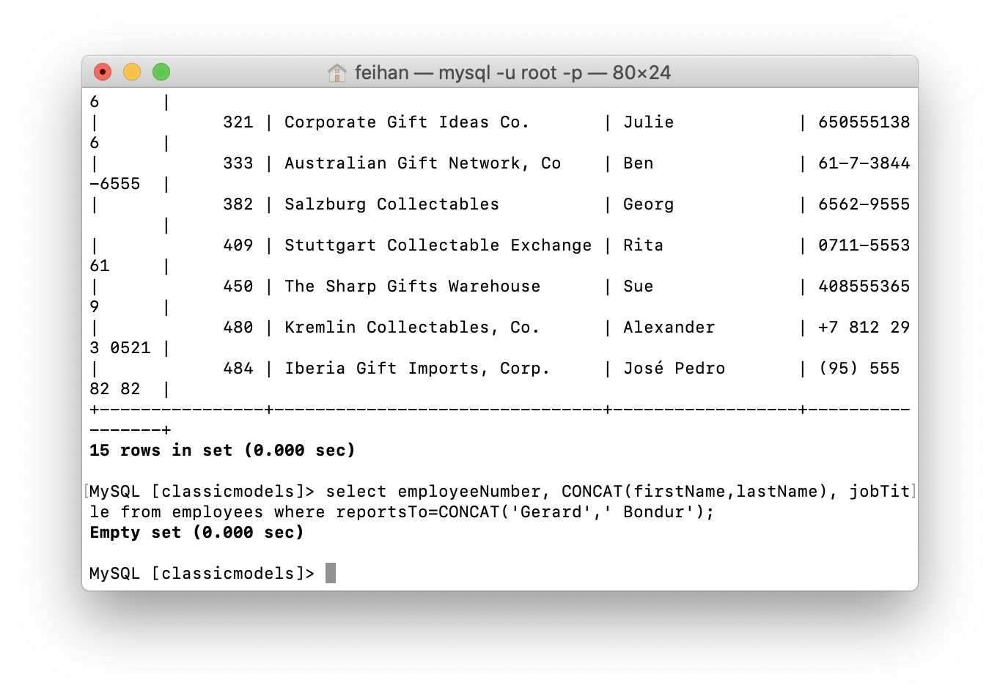 feihan — mysql -u root -p — 80×24
6      |
|            321 | Corporate Gift Ideas Co.       | Julie            | 650555138
6      |
|            333 | Australian Gift Network, Co    | Ben              | 61-7-3844
-6555  |
|            382 | Salzburg Collectables          | Georg            | 6562-9555
       |
|            409 | Stuttgart Collectable Exchange | Rita             | 0711-5553
61     |
|            450 | The Sharp Gifts Warehouse      | Sue              | 408555365
9      |
|            480 | Kremlin Collectables, Co.      | Alexander        | +7 812 29
3 0521 |
|            484 | Iberia Gift Imports, Corp.     | José Pedro       | (95) 555
82 82  |
+----------------+--------------------------------+------------------+----------
-------+
15 rows in set (0.000 sec)
[MySQL [classicmodels]> select employeeNumber, CONCAT(firstName,lastName), jobTit]
le from employees where reportsTo=CONCAT('Gerard',' Bondur');
Empty set (0.000 sec)
MySQL [classicmodels]>